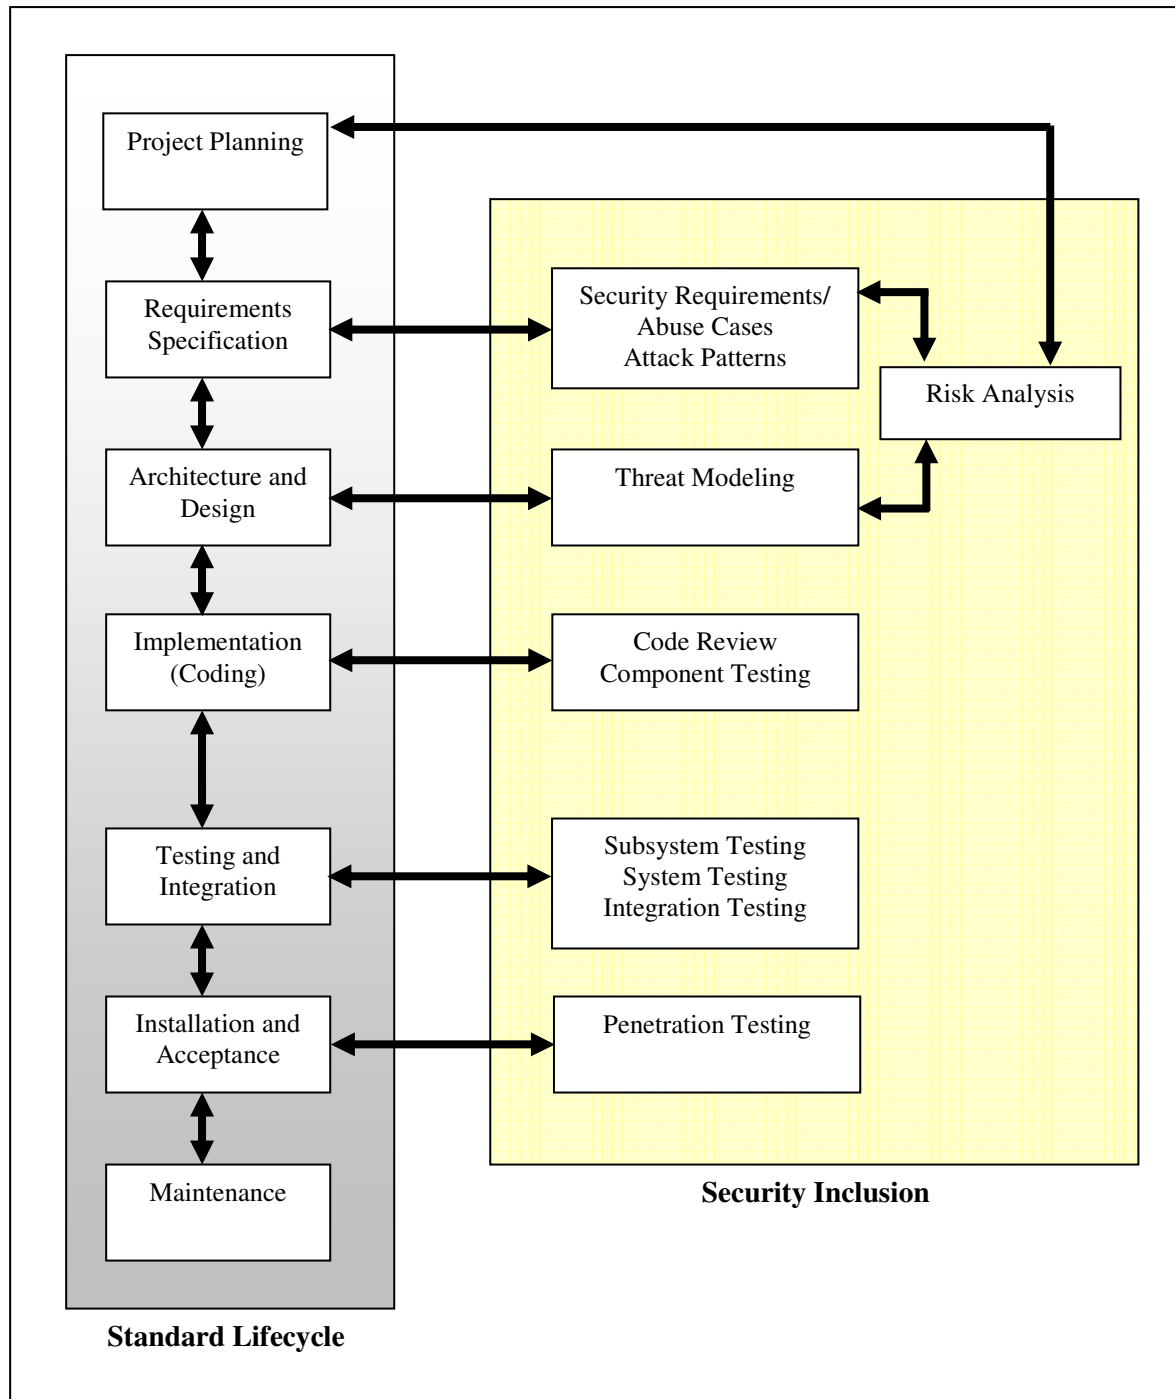 Project Planning
Requirements
Specification
Security Requirements/
Abuse Cases
Attack Patterns
Risk Analysis
Architecture and
Design
Threat Modeling
Implementation
(Coding)
Code Review
Component Testing
Testing and
Integration
Subsystem Testing
System Testing
Integration Testing
Installation and
Acceptance
Penetration Testing
Maintenance
Security Inclusion
Standard Lifecycle